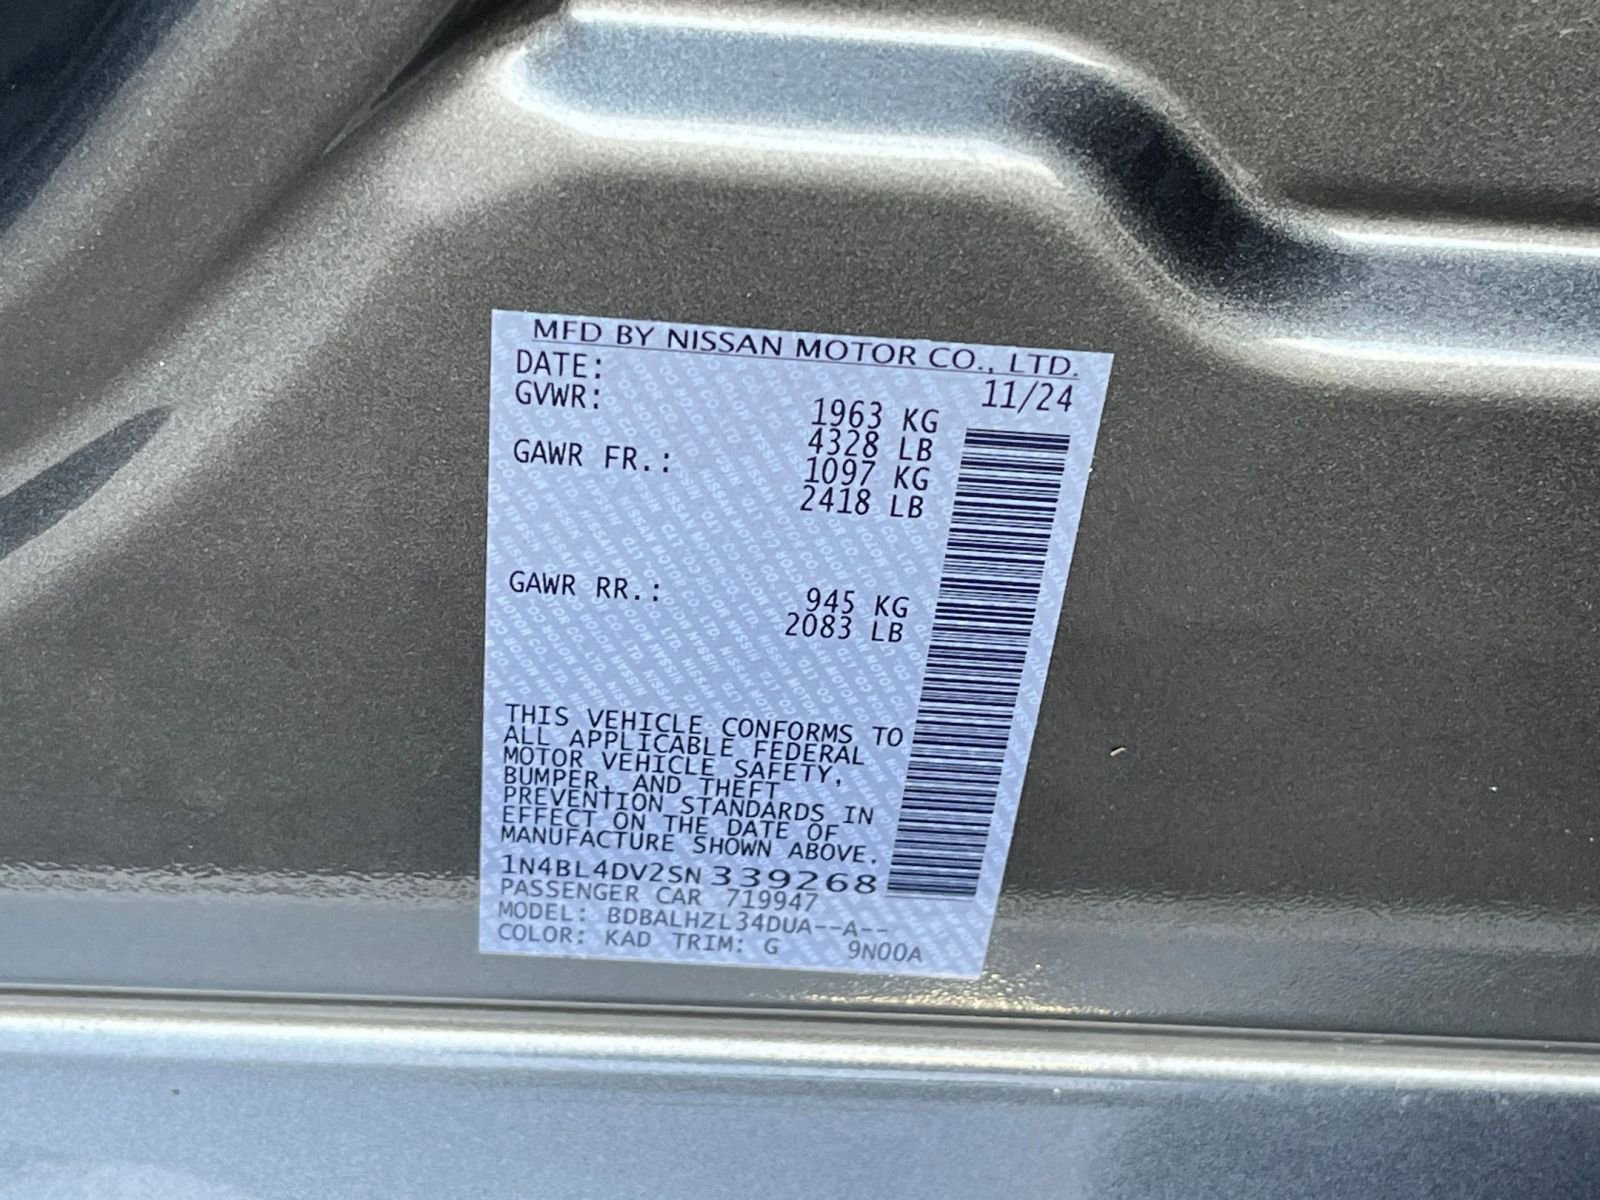 MFD BY NISSAN MOTOR CO., LTD.
DATE: 11/24
GVWR: 1963 KG
4328 LB
GAWR FR.: 1097 KG
2418 LB
GAWR RR.: 945 KG
2083 LB
THIS VEHICLE CONFORMS TO
ALL APPLICABLE FEDERAL
MOTOR VEHICLE SAFETY,
BUMPER, AND THEFT
PREVENTION STANDARDS IN
EFFECT ON THE DATE OF
MANUFACTURE SHOWN ABOVE.
1N4BL4DV2SN339268
PASSENGER CAR 719947
MODEL: BDBALHZL34DUA--A--
COLOR: KAD TRIM: G 9N00A